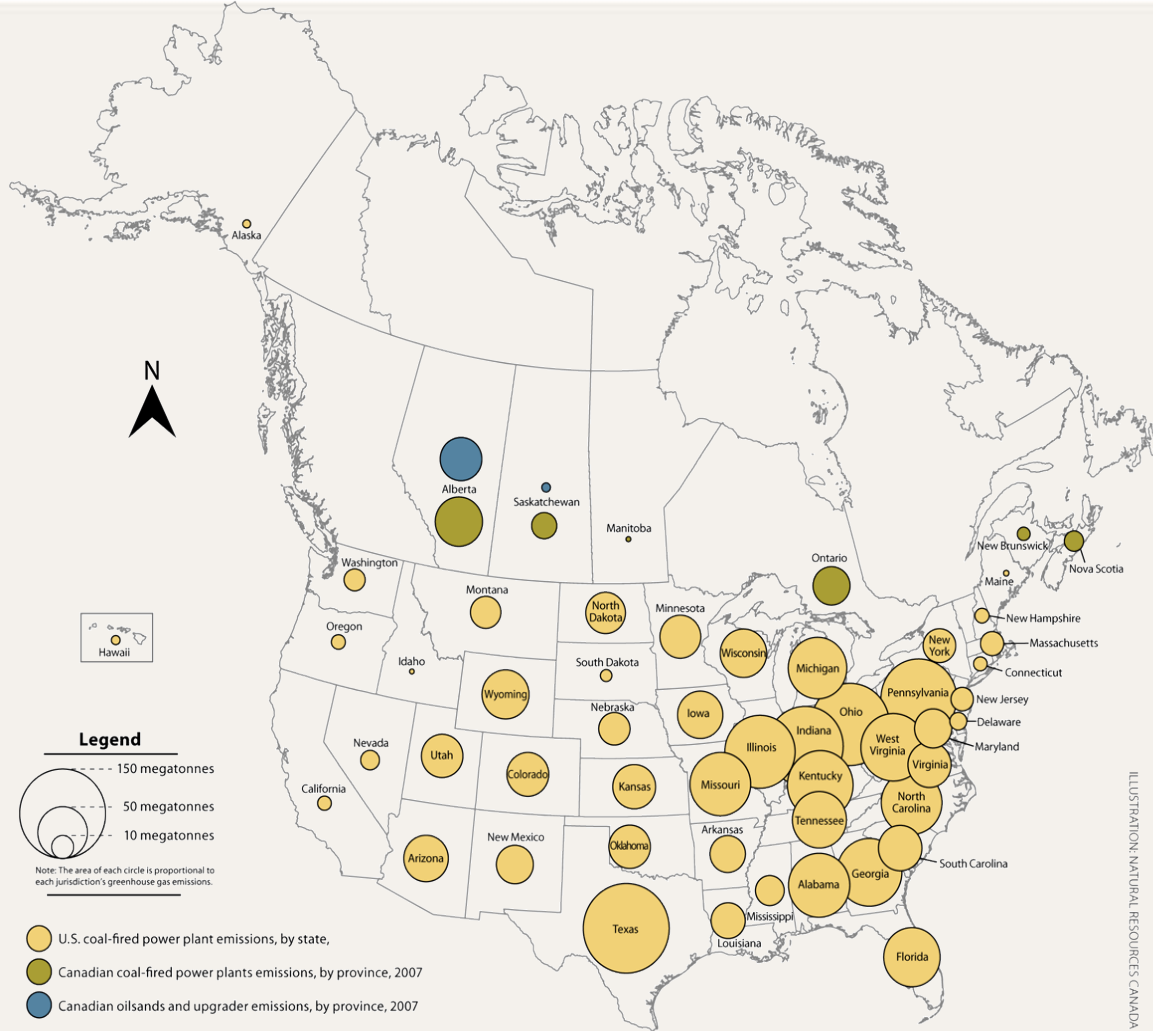 Alaska
N
Alberta
Saskatchewan
Manitoba
Ontario
New Brunswick
Nova Scotia
Maine
Washington
Montana
North
Dakota
Minnesota
Oregon
Hawaii
Idaho
South Dakota
Wisconsin
Michigan
New
York
New Hampshire
Massachusetts
Connecticut
Wyoming
Nebraska
Iowa
Ohio
Pennsylvania
New Jersey
Delaware
Maryland
Nevada
Utah
Colorado
Kansas
Missouri
Illinois
Indiana
Kentucky
West
Virginia
Virginia
California
Arizona
New Mexico
Oklahoma
Arkansas
Tennessee
North
Carolina
South Carolina
Texas
Louisiana
Mississippi
Alabama
Georgia
Florida
Legend
150 megatonnes
50 megatonnes
10 megatonnes
Note: The area of each circle is proportional to
each jurisdiction's greenhouse gas emissions.
U.S. coal-fired power plant emissions, by state,
Canadian coal-fired power plants emissions, by province, 2007
Canadian oilsands and upgrader emissions, by province, 2007
ILLUSTRATION: NATURAL RESOURCES CANADA